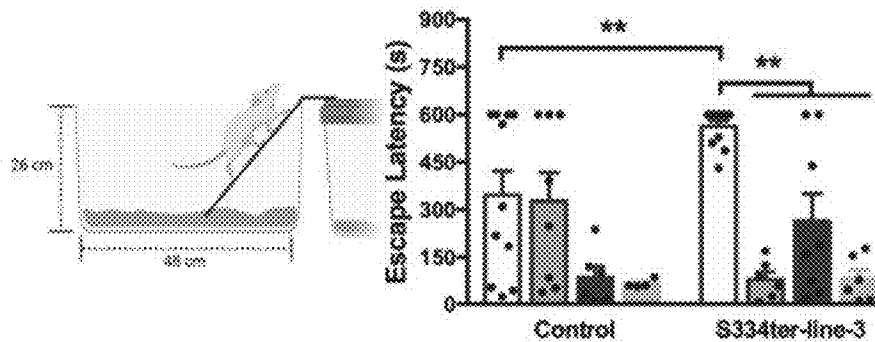 26 cm
48 cm
Escape Latency (s)
900
750
600
450
300
150
0
**
**
Control
S334ter-line-3